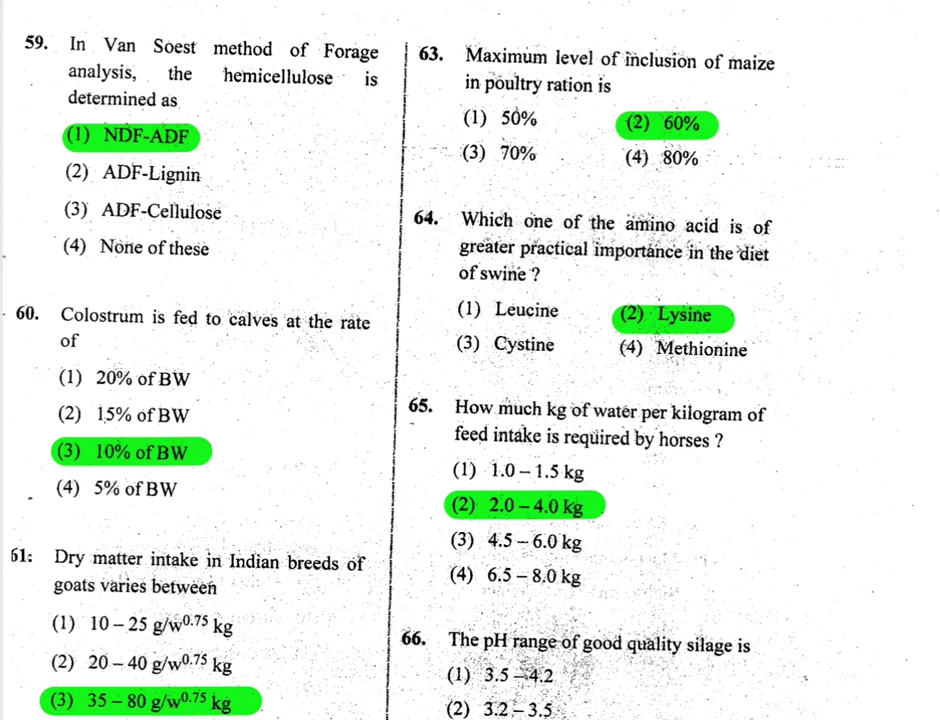 59. In Van Soest method of Forage
analysis, the hemicellulose is
determined as
(1) NDF-ADF
(2) ADF-Lignin
(3) ADF-Cellulose
(4) None of these
60. Colostrum is fed to calves at the rate
of
(1) 20% of BW
(2) 15% of BW
(3) 10% of BW
(4) 5% of BW
61: Dry matter intake in Indian breeds of
goats varies between
(1) 10 – 25 g/w^0.75 kg
(2) 20 – 40 g/w^0.75 kg
(3) 35 – 80 g/w^0.75 kg
63. Maximum level of inclusion of maize
in poultry ration is
(1) 50% (2) 60%
(3) 70% (4) 80%
64. Which one of the amino acid is of
greater practical importance in the diet
of swine ?
(1) Leucine (2) Lysine
(3) Cystine (4) Methionine
65. How much kg of water per kilogram of
feed intake is required by horses ?
(1) 1.0 – 1.5 kg
(2) 2.0 – 4.0 kg
(3) 4.5 – 6.0 kg
(4) 6.5 – 8.0 kg
66. The pH range of good quality silage is
(1) 3.5 – 4.2
(2) 3.2 – 3.5